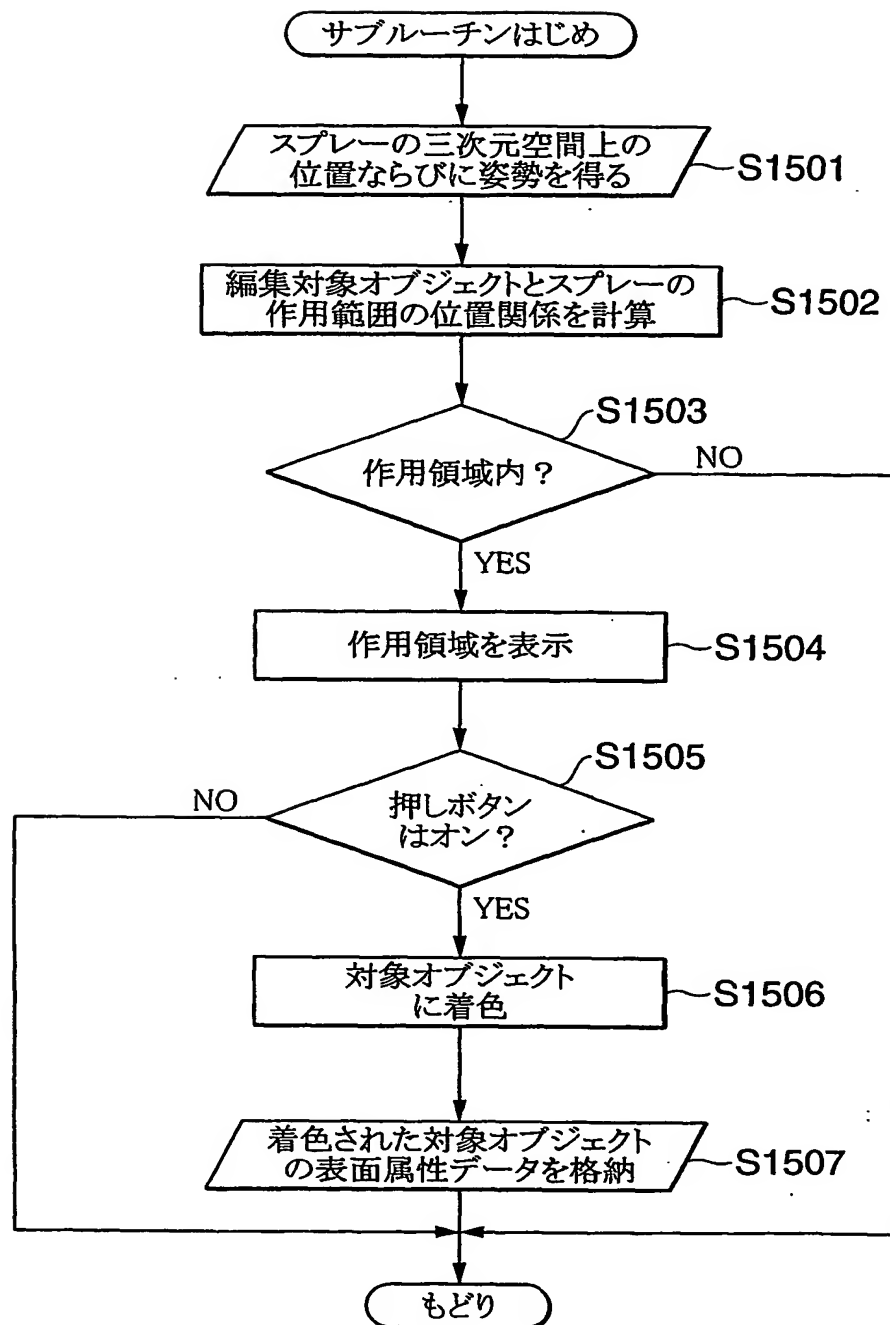 サブルーチンはじめ
スプレーの三次元空間上の
位置ならびに姿勢を得る
S1501
編集対象オブジェクトとスプレーの
作用範囲の位置関係を計算
S1502
S1503
作用領域内?
NO
YES
作用領域を表示
S1504
S1505
NO
押しボタン
はオン?
YES
対象オブジェクト
に着色
S1506
着色された対象オブジェクト
の表面属性データを格納
S1507
もどり